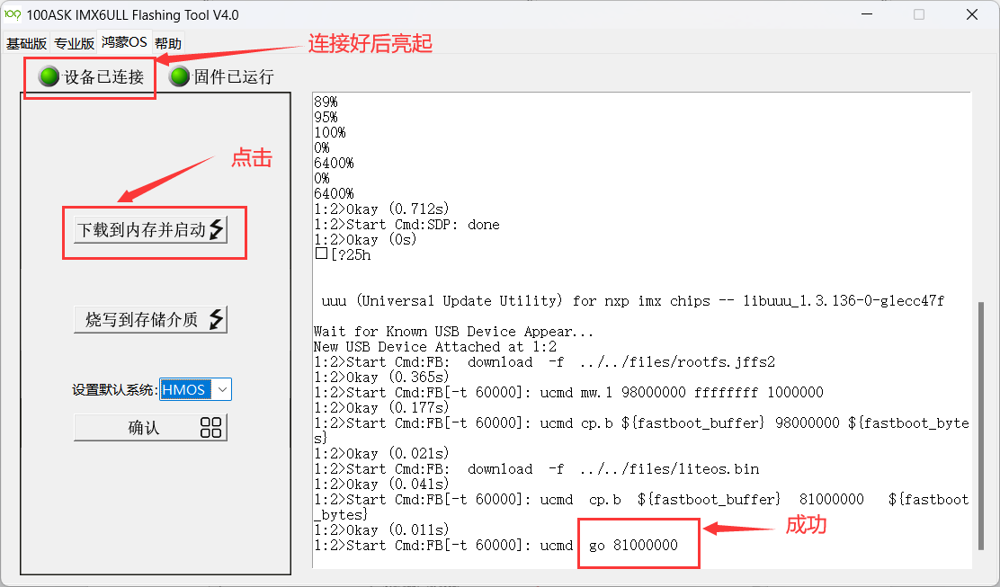 100ASK IMX6ULL Flashing Tool V4.0
基础版 专业版 鸿蒙OS 帮助
连接好后亮起
设备已连接 固件已运行
点击
下载到内存并启动
烧写到存储介质
设置默认系统: HMOS
确认
89%
95%
100%
0%
6400%
0%
6400%
1:2>Okay (0.712s)
1:2>Start Cmd:SDP: done
1:2>Okay (0s)
□[?25h
uuu (Universal Update Utility) for nxp imx chips -- libuuu_1.3.136-0-g1ecc47f
Wait for Known USB Device Appear...
New USB Device Attached at 1:2
1:2>Start Cmd:FB: download -f ../../files/rootfs.jffs2
1:2>Okay (0.365s)
1:2>Start Cmd:FB[-t 60000]: ucmd mw.l 98000000 ffffffff 1000000
1:2>Okay (0.177s)
1:2>Start Cmd:FB[-t 60000]: ucmd cp.b ${fastboot_buffer} 98000000 ${fastboot_byte
s}
1:2>Okay (0.021s)
1:2>Start Cmd:FB: download -f ../../files/liteos.bin
1:2>Okay (0.041s)
1:2>Start Cmd:FB[-t 60000]: ucmd cp.b ${fastboot_buffer} 81000000 ${fastboot
_bytes}
1:2>Okay (0.011s)
1:2>Start Cmd:FB[-t 60000]: ucmd go 81000000
成功